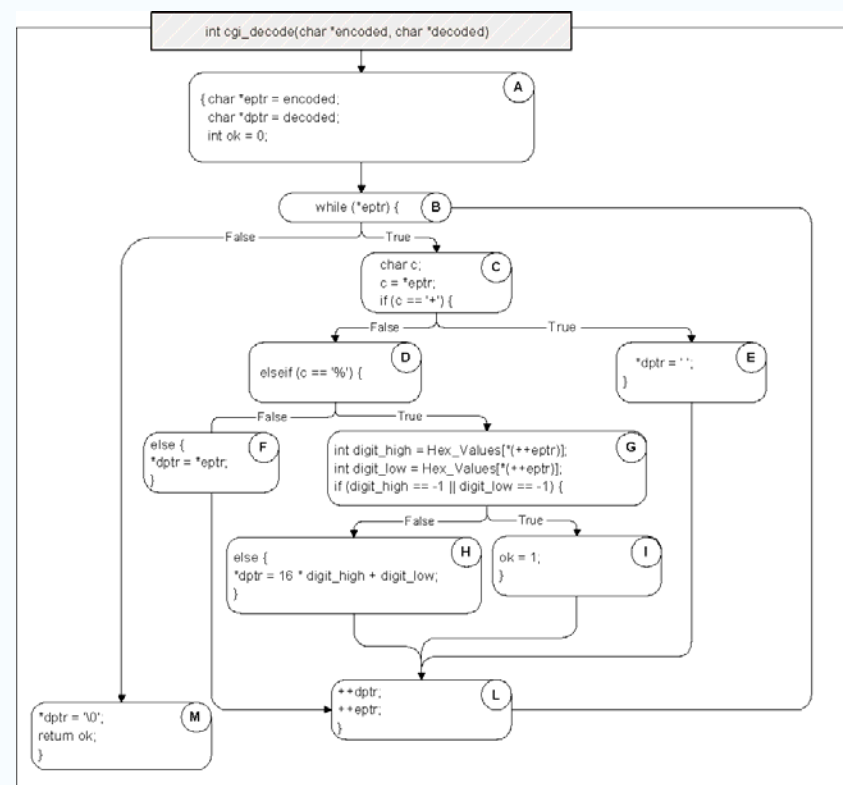 int cgi_decode(char *encoded, char *decoded)
{ char *eptr = encoded;
char *dptr = decoded;
int ok = 0;
A
while (*eptr) {
B
False
True
char c;
c = *eptr;
if (c == '+') {
C
False
True
elseif (c == '%') {
D
*dptr = ' ';
}
E
False
True
else {
*dptr = *eptr;
}
F
int digit_high = Hex_Values[*(++eptr)];
int digit_low = Hex_Values[*(++eptr)];
if (digit_high == -1 || digit_low == -1) {
G
False
True
else {
*dptr = 16 * digit_high + digit_low;
}
H
ok = 1;
}
I
*dptr = '\0';
return ok;
}
M
++dptr;
++eptr;
}
L